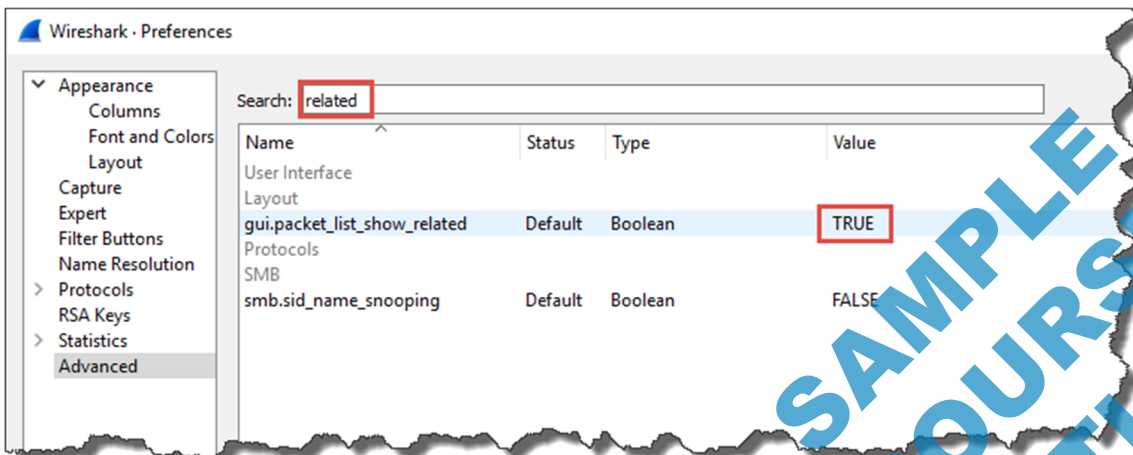 Wireshark · Preferences
Appearance
Columns
Font and Colors
Layout
Capture
Expert
Filter Buttons
Name Resolution
Protocols
RSA Keys
Statistics
Advanced
Search: related
Name Status Type Value
User Interface
Layout
gui.packet_list_show_related Default Boolean TRUE
Protocols
SMB
smb.sid_name_snooping Default Boolean FALSE
SAMPLE